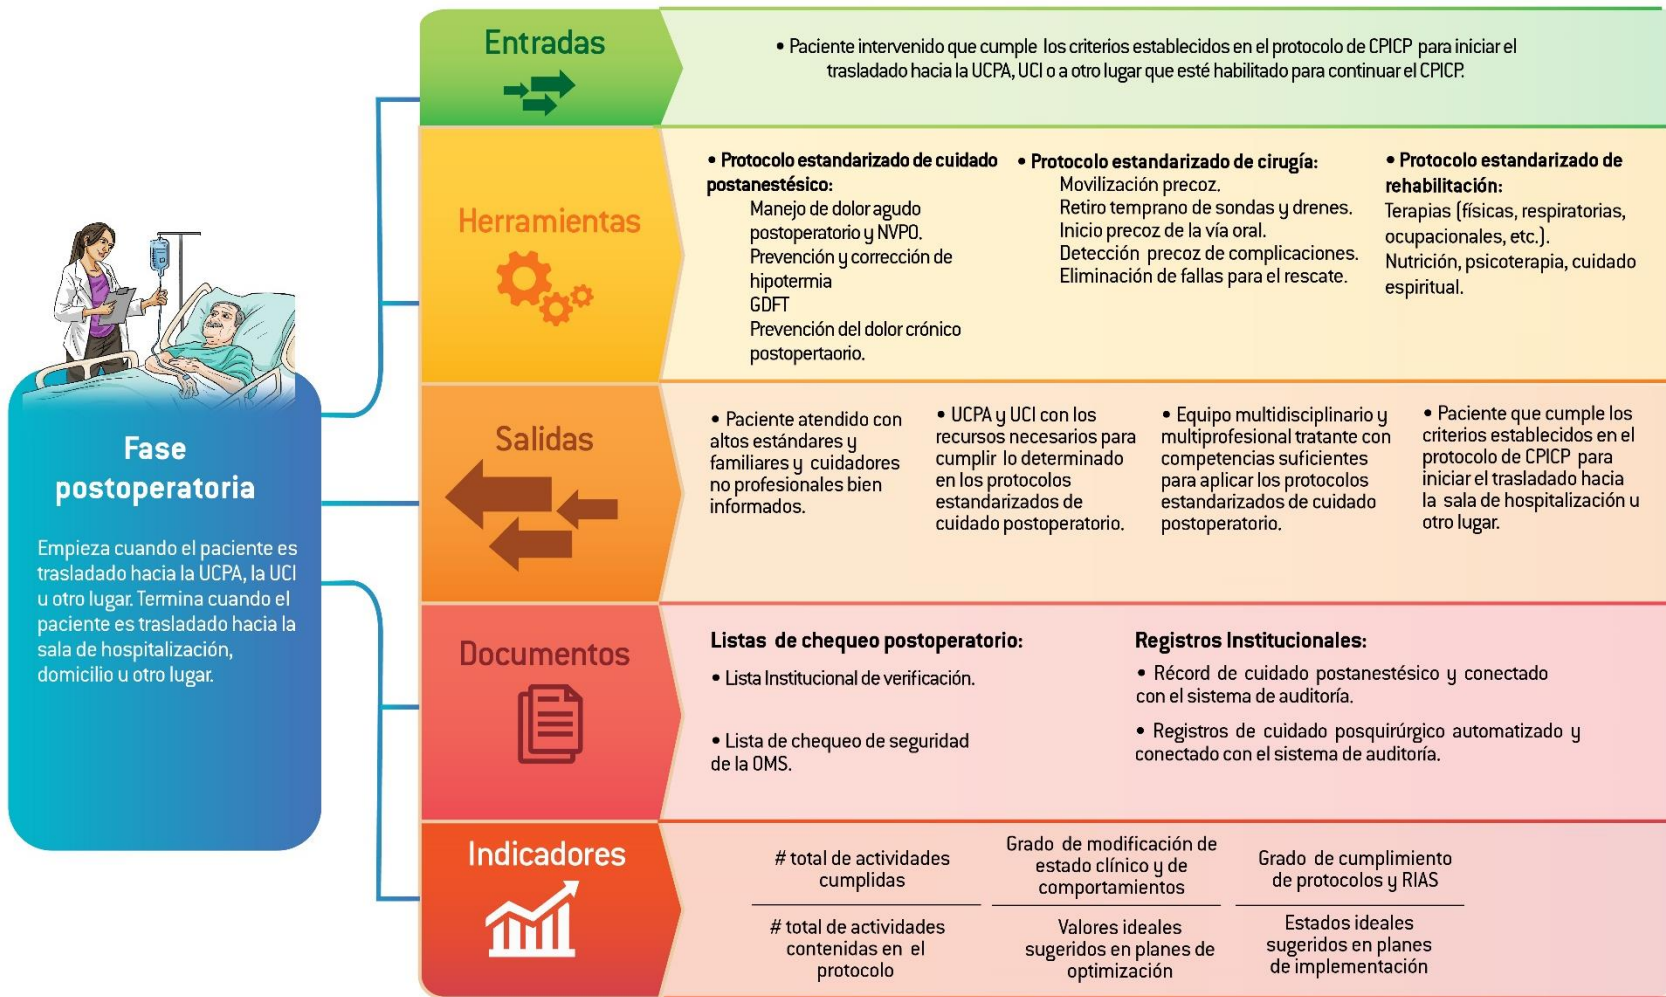 Fase
postoperatoria
Empieza cuando el paciente es
trasladado hacia la UCPA, la UCI
u otro lugar. Termina cuando el
paciente es trasladado hacia la
sala de hospitalización,
domicilio u otro lugar.
Entradas
• Paciente intervenido que cumple los criterios establecidos en el protocolo de CPICP para iniciar el
trasladado hacia la UCPA, UCI o a otro lugar que esté habilitado para continuar el CPICP.
Herramientas
• Protocolo estandarizado de cuidado
postanestésico:
Manejo de dolor agudo
postoperatorio y NVPO.
Prevención y corrección de
hipotermia
GDFT
Prevención del dolor crónico
postopertaorio.
• Protocolo estandarizado de cirugía:
Movilización precoz.
Retiro temprano de sondas y drenes.
Inicio precoz de la vía oral.
Detección precoz de complicaciones.
Eliminación de fallas para el rescate.
• Protocolo estandarizado de
rehabilitación:
Terapias (físicas, respiratorias,
ocupacionales, etc.).
Nutrición, psicoterapia, cuidado
espiritual.
Salidas
• Paciente atendido con
altos estándares y
familiares y cuidadores
no profesionales bien
informados.
• UCPA y UCI con los
recursos necesarios para
cumplir lo determinado
en los protocolos
estandarizados de
cuidado postoperatorio.
• Equipo multidisciplinario y
multiprofesional tratante con
competencias suficientes
para aplicar los protocolos
estandarizados de cuidado
postoperatorio.
• Paciente que cumple los
criterios establecidos en el
protocolo de CPICP para
iniciar el trasladado hacia
la sala de hospitalización u
otro lugar.
Documentos
Listas de chequeo postoperatorio:
• Lista Institucional de verificación.
• Lista de chequeo de seguridad
de la OMS.
Registros Institucionales:
• Récord de cuidado postanestésico y conectado
con el sistema de auditoría.
• Registros de cuidado posquirúrgico automatizado y
conectado con el sistema de auditoría.
Indicadores
# total de actividades
cumplidas
# total de actividades
contenidas en el
protocolo
Grado de modificación de
estado clínico y de
comportamientos
Valores ideales
sugeridos en planes de
optimización
Grado de cumplimiento
de protocolos y RIAS
Estados ideales
sugeridos en planes
de implementación